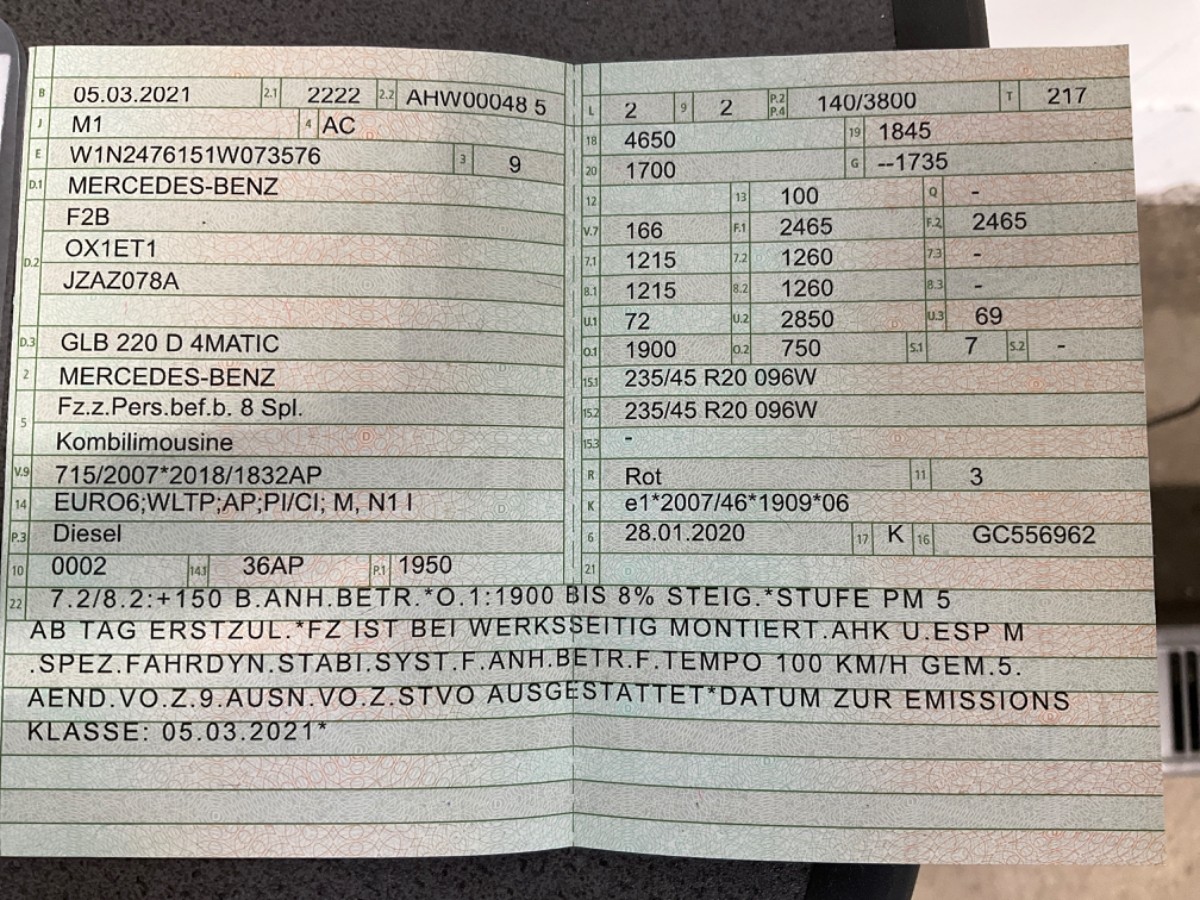 B 05.03.2021 2.1 2222 2.2 AHW00048 5
J M1 4 AC
E W1N2476151W073576 3 9
D.1 MERCEDES-BENZ
F2B
D.2 OX1ET1
JZAZ078A
D.3 GLB 220 D 4MATIC
2 MERCEDES-BENZ
5 Fz.z.Pers.bef.b. 8 Spl.
Kombilimousine
V.9 715/2007*2018/1832AP
14 EURO6;WLTP;AP;PI/CI; M, N1 I
P.3 Diesel
10 0002 14.1 36AP P.1 1950
L 2 9 2 P.2 P.4 140/3800 T 217
18 4650 19 1845
20 1700 G --1735
12 13 100 Q -
V.7 166 F.1 2465 F.2 2465
7.1 1215 7.2 1260 7.3 -
8.1 1215 8.2 1260 8.3 -
U.1 72 U.2 2850 U.3 69
O.1 1900 O.2 750 S.1 7 S.2 -
15.1 235/45 R20 096W
15.2 235/45 R20 096W
15.3 -
R Rot 11 3
K e1*2007/46*1909*06
6 28.01.2020 17 K 16 GC556962
21
22 7.2/8.2:+150 B.ANH.BETR.*O.1:1900 BIS 8% STEIG.*STUFE PM 5
AB TAG ERSTZUL.*FZ IST BEI WERKSSEITIG MONTIERT.AHK U.ESP M
.SPEZ.FAHRDYN.STABI.SYST.F.ANH.BETR.F.TEMPO 100 KM/H GEM.5.
AEND.VO.Z.9.AUSN.VO.Z.STVO AUSGESTATTET*DATUM ZUR EMISSIONS
KLASSE: 05.03.2021*